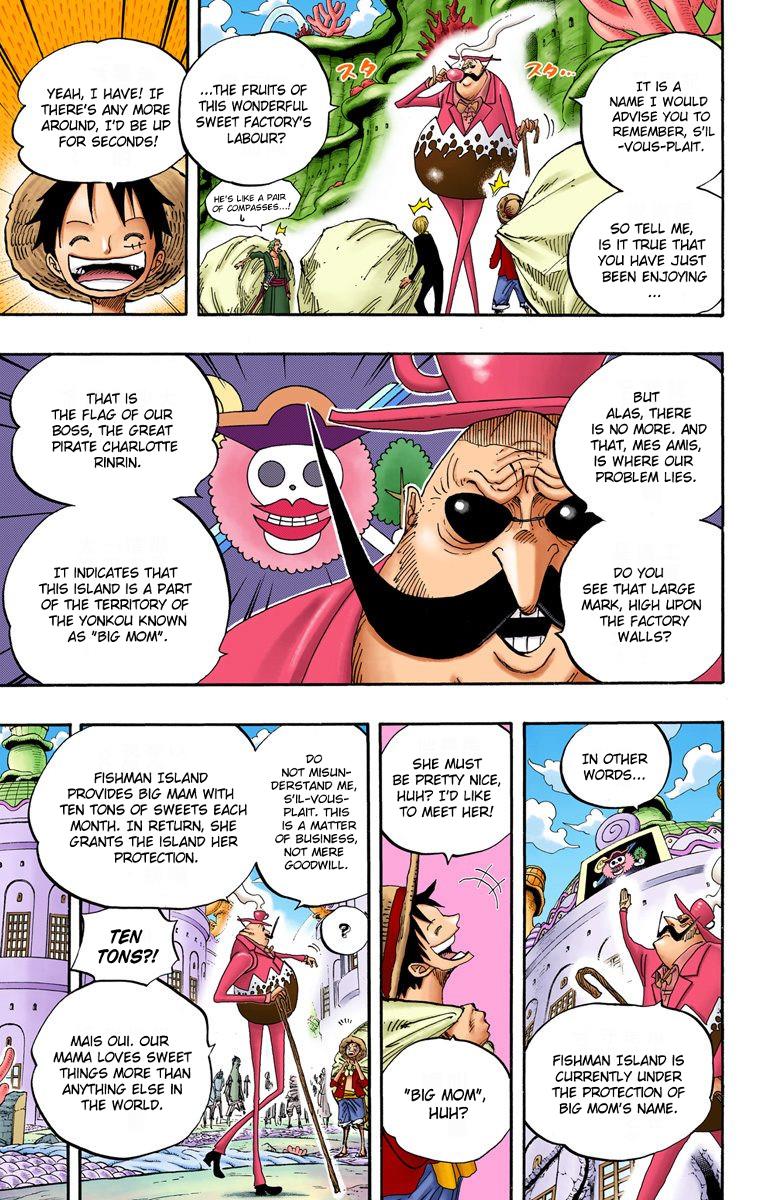 IT IS A
NAME I WOULD
ADVISE YOU TO
REMEMBER, S'IL
-VOUS-PLAIT.
SO TELL ME,
IS IT TRUE THAT
YOU HAVE JUST
BEEN ENJOYING
...
スタ...
スタ
...THE FRUITS OF
THIS WONDERFUL
SWEET FACTORY'S
LABOUR?
HE'S LIKE A PAIR
OF COMPASSES...!
YEAH, I HAVE! IF
THERE'S ANY MORE
AROUND, I'D BE UP
FOR SECONDS!
BUT
ALAS, THERE
IS NO MORE. AND
THAT, MES AMIS,
IS WHERE OUR
PROBLEM LIES.
DO YOU
SEE THAT LARGE
MARK, HIGH UPON
THE FACTORY
WALLS?
THAT IS
THE FLAG OF OUR
BOSS, THE GREAT
PIRATE CHARLOTTE
RINRIN.
IT INDICATES THAT
THIS ISLAND IS A PART
OF THE TERRITORY OF
THE YONKOU KNOWN
AS "BIG MOM".
IN OTHER
WORDS...
FISHMAN ISLAND IS
CURRENTLY UNDER
THE PROTECTION OF
BIG MOM'S NAME.
SHE MUST
BE PRETTY NICE,
HUH? I'D LIKE
TO MEET HER!
"BIG MOM",
HUH?
DO
NOT MISUN-
DERSTAND ME,
S'IL-VOUS-
PLAIT. THIS
IS A MATTER
OF BUSINESS,
NOT MERE
GOODWILL.
?
FISHMAN ISLAND
PROVIDES BIG MAM WITH
TEN TONS OF SWEETS EACH
MONTH. IN RETURN, SHE
GRANTS THE ISLAND HER
PROTECTION.
TEN
TONS?!
MAIS OUI. OUR
MAMA LOVES SWEET
THINGS MORE THAN
ANYTHING ELSE IN
THE WORLD.